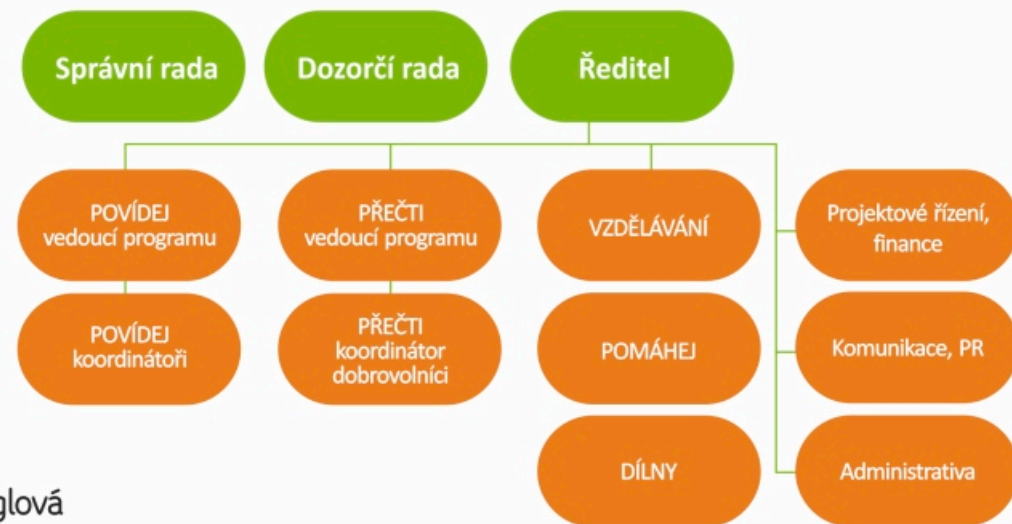 Správní rada
Dozorčí rada
Ředitel
POVÍDEJ
vedoucí programu
PŘEČTI
vedoucí programu
VZDĚLÁVÁNÍ
Projektové řízení,
finance
POVÍDEJ
koordinátoři
PŘEČTI
koordinátor
dobrovolníci
POMÁHEJ
Komunikace, PR
DÍLNY
Administrativa
glová